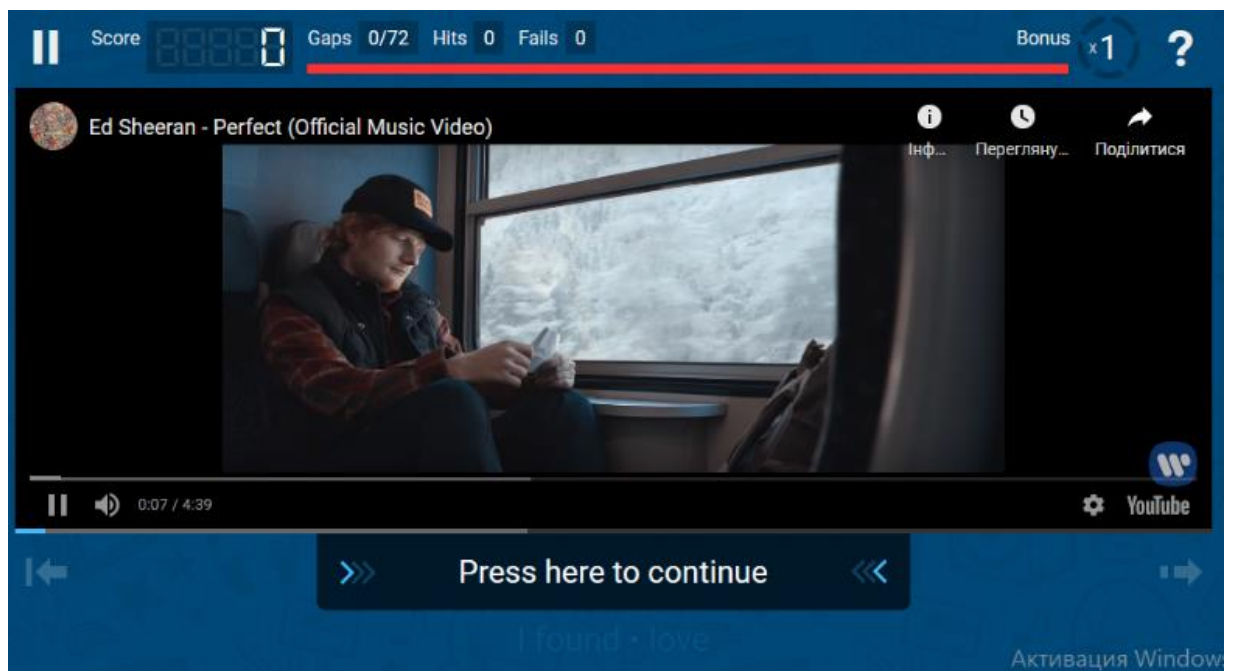 Score 0 Gaps 0/72 Hits 0 Fails 0 Bonus x1 ?
Ed Sheeran - Perfect (Official Music Video)
Інф... Переглян​у... Поділитися
0:07 / 4:39 YouTube
Press here to continue
I found • love
Активация Window